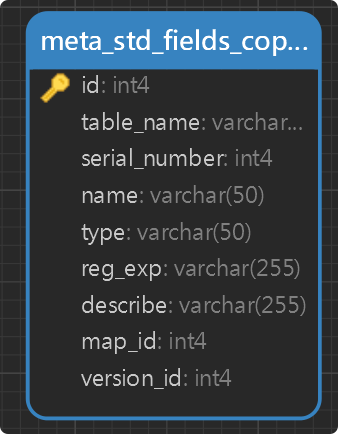 meta_std_fields_cop...
id: int4
table_name: varchar...
serial_number: int4
name: varchar(50)
type: varchar(50)
reg_exp: varchar(255)
describe: varchar(255)
map_id: int4
version_id: int4